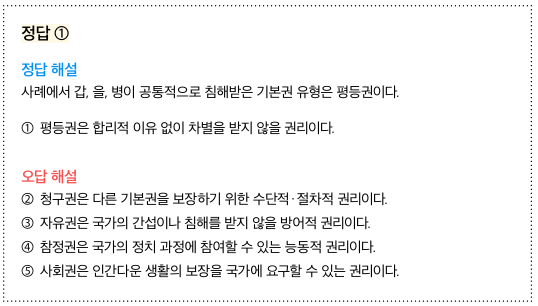 정답 ①
정답 해설
사례에서 갑, 을, 병이 공통적으로 침해받은 기본권 유형은 평등권이다.
① 평등권은 합리적 이유 없이 차별을 받지 않을 권리이다.
오답 해설
② 청구권은 다른 기본권을 보장하기 위한 수단적·절차적 권리이다.
③ 자유권은 국가의 간섭이나 침해를 받지 않을 방어적 권리이다.
④ 참정권은 국가의 정치 과정에 참여할 수 있는 능동적 권리이다.
⑤ 사회권은 인간다운 생활의 보장을 국가에 요구할 수 있는 권리이다.